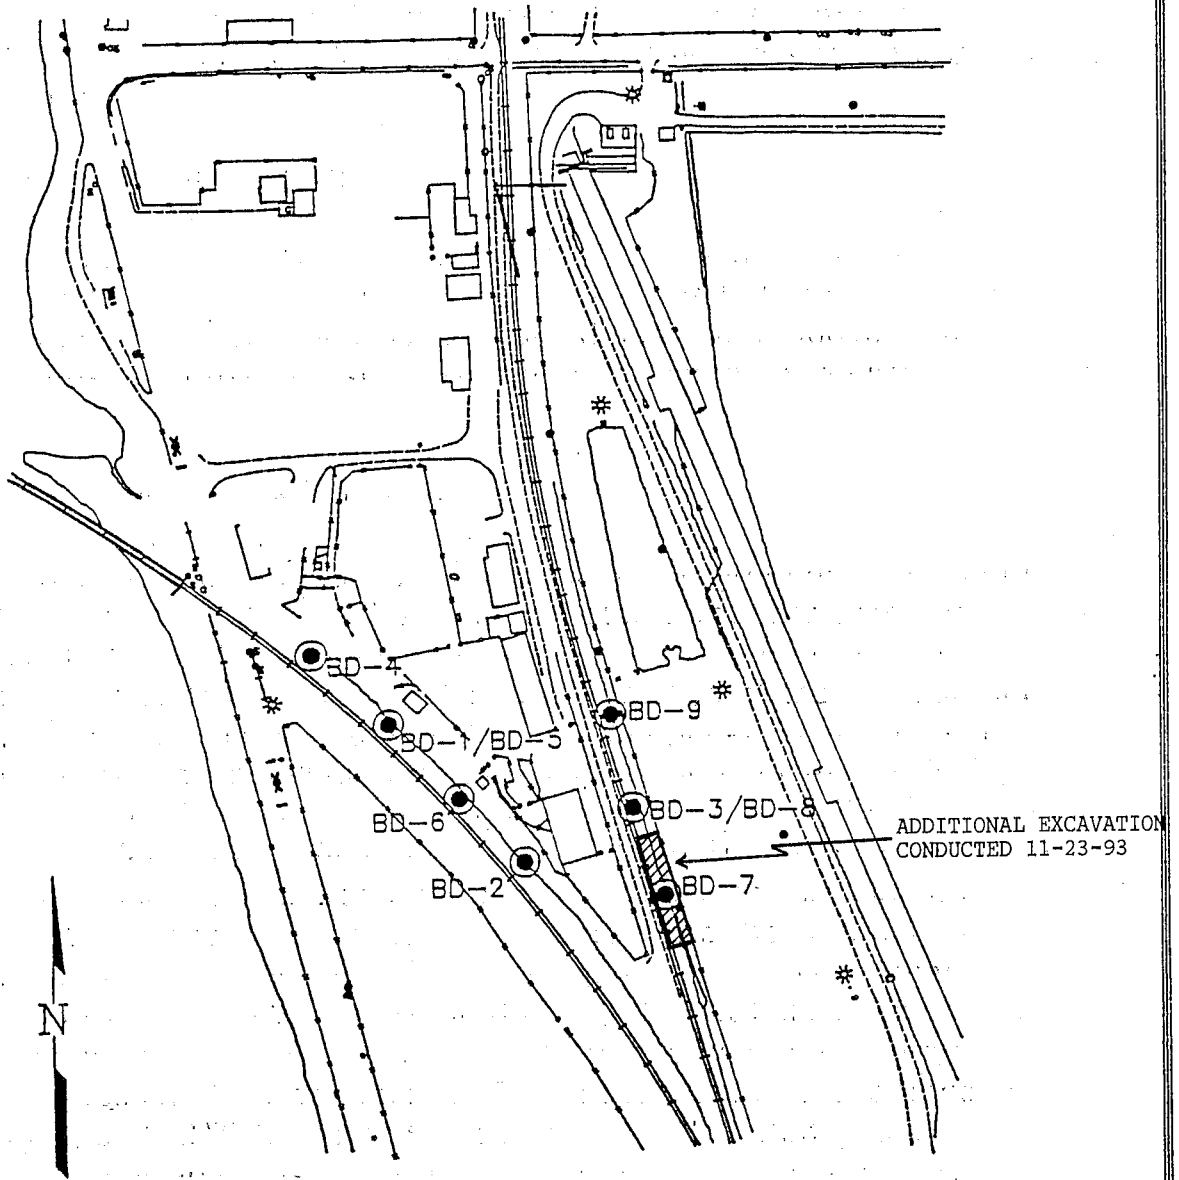 BD-4
BD-9
BD-1/BD-5
BD-6
BD-3/BD-8
ADDITIONAL EXCAVATION
CONDUCTED 11-23-93
BD-2
BD-7
N